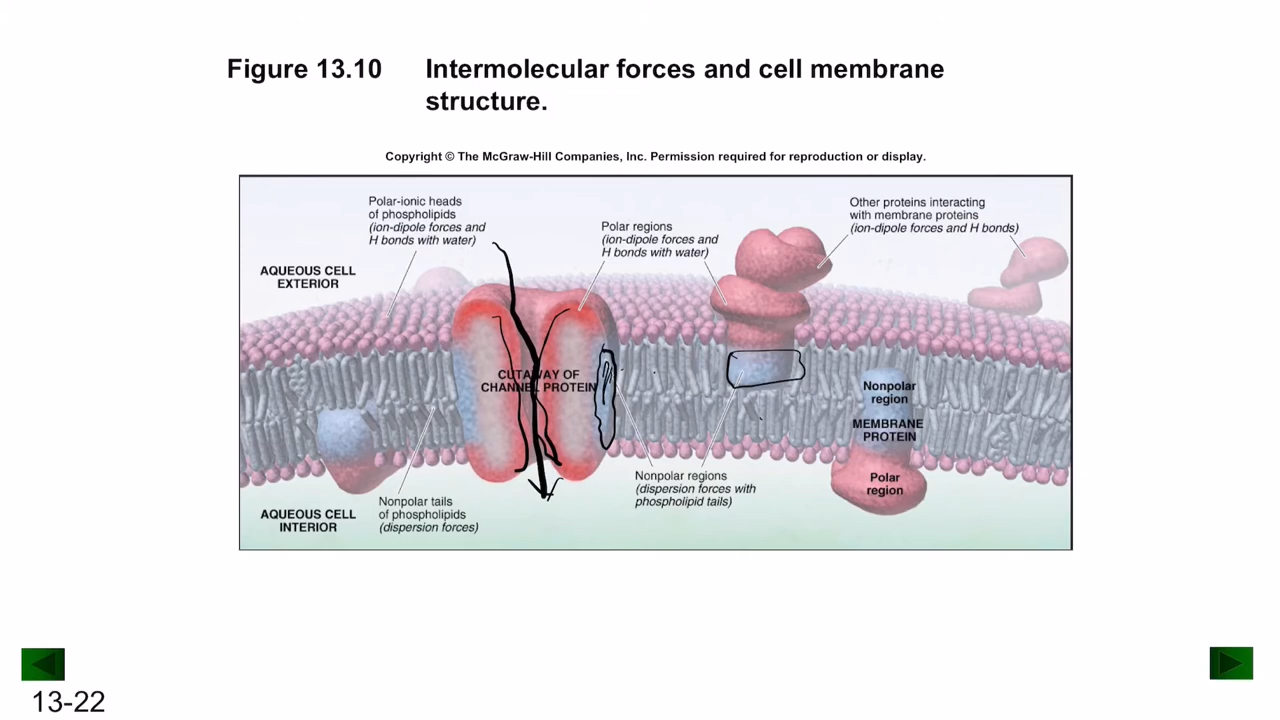 Figure 13.10 Intermolecular forces and cell membrane
structure.
Copyright © The McGraw-Hill Companies, Inc. Permission required for reproduction or display.
Polar-ionic heads
of phospholipids
(ion-dipole forces and
H bonds with water)
Polar regions
(ion-dipole forces and
H bonds with water)
Other proteins interacting
with membrane proteins
(ion-dipole forces and H bonds)
AQUEOUS CELL
EXTERIOR
CUTAWAY OF
CHANNEL PROTEIN
Nonpolar
region
MEMBRANE
PROTEIN
Polar
region
Nonpolar regions
(dispersion forces with
phospholipid tails)
Nonpolar tails
of phospholipids
(dispersion forces)
AQUEOUS CELL
INTERIOR
13-22